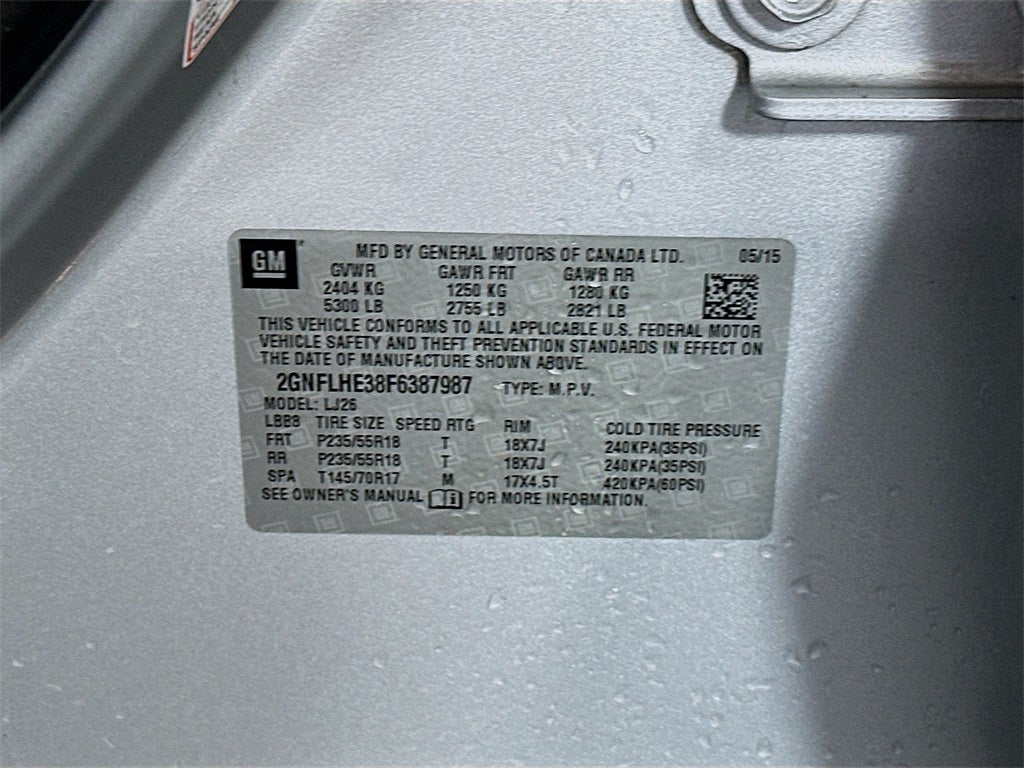 GM
MFD BY GENERAL MOTORS OF CANADA LTD. 05/15
GVWR GAWR FRT GAWR RR
2404 KG 1250 KG 1280 KG
5300 LB 2755 LB 2821 LB
THIS VEHICLE CONFORMS TO ALL APPLICABLE U.S. FEDERAL MOTOR
VEHICLE SAFETY AND THEFT PREVENTION STANDARDS IN EFFECT ON
THE DATE OF MANUFACTURE SHOWN ABOVE.
2GNFLHE38F6387987 TYPE: M.P.V.
MODEL: LJ26
LBB3 TIRE SIZE SPEED RTG RIM COLD TIRE PRESSURE
FRT P235/55R18 T 18X7J 240KPA(35PSI)
RR P235/55R18 T 18X7J 240KPA(35PSI)
SPA T145/70R17 M 17X4.5T 420KPA(60PSI)
SEE OWNER'S MANUAL FOR MORE INFORMATION.